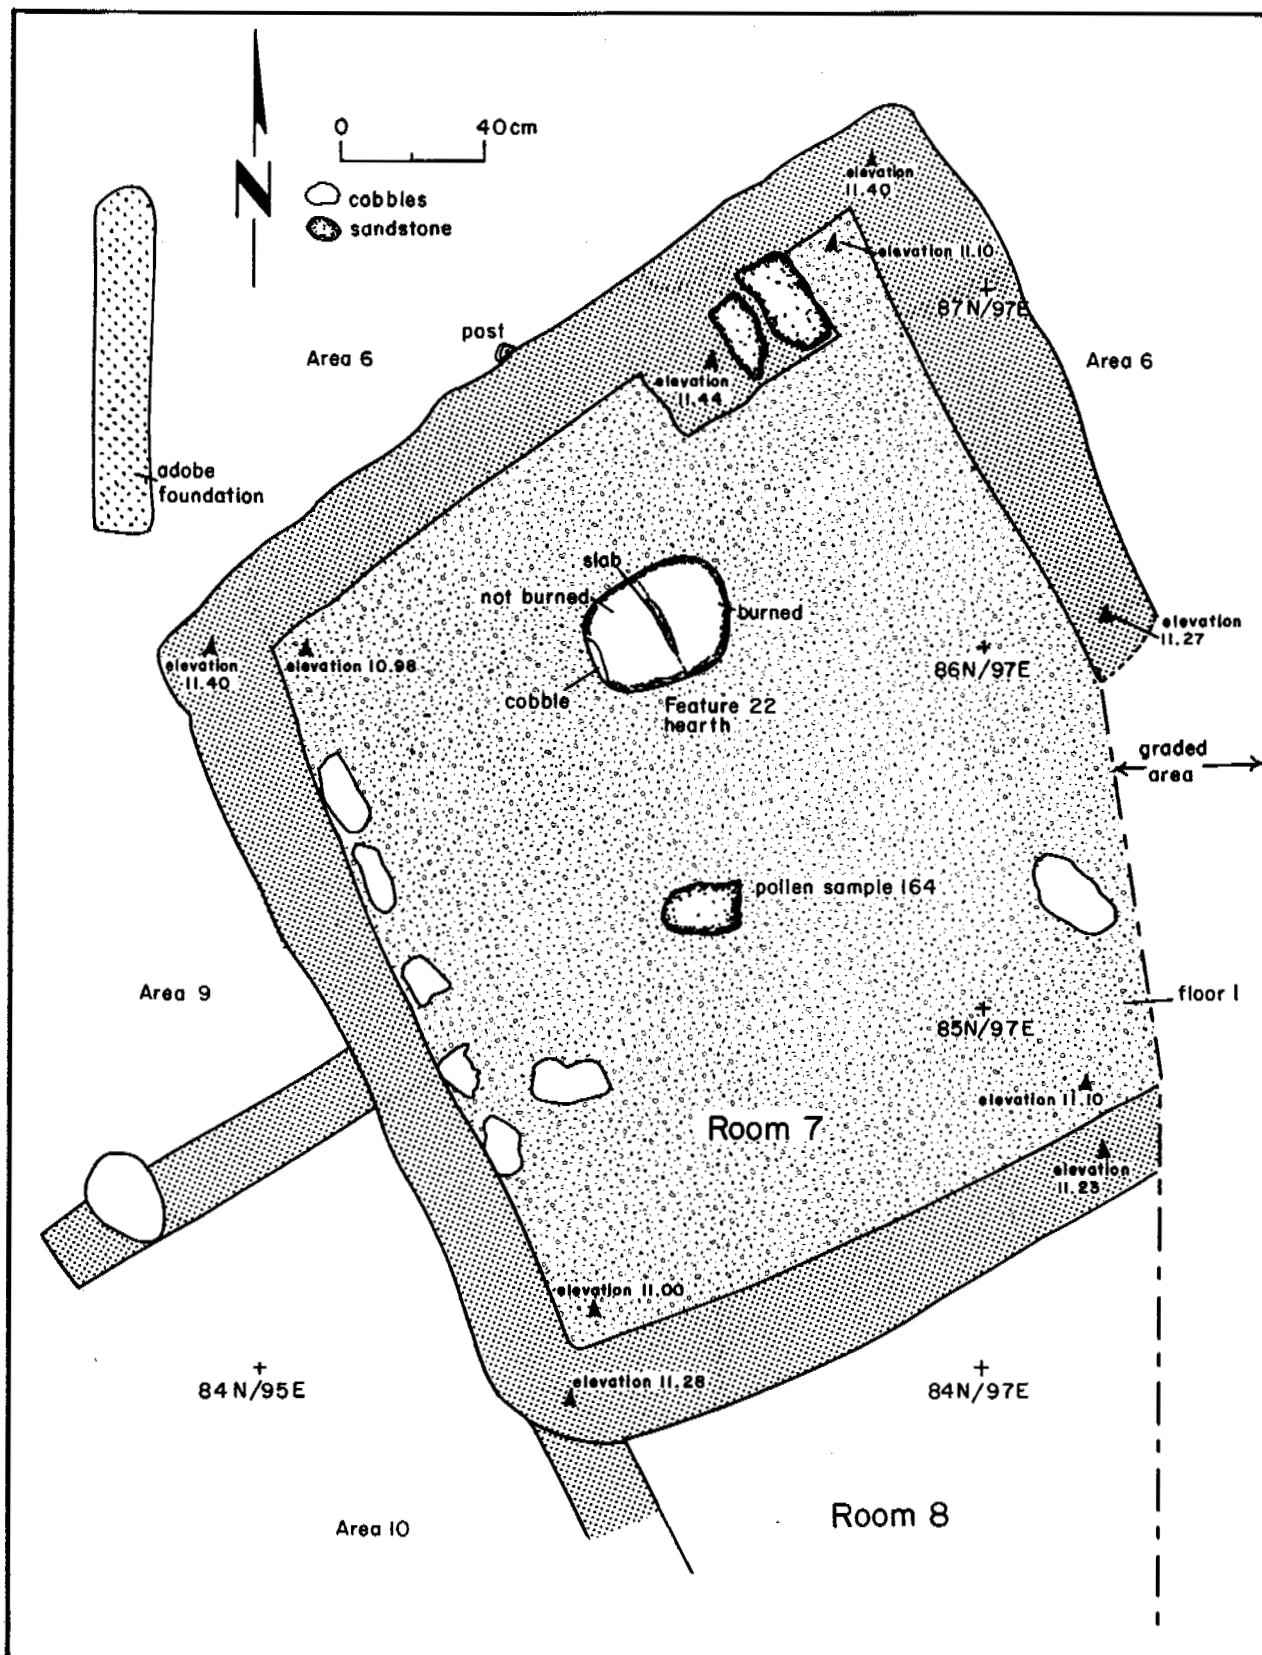 0 40cm
N
cobbles
sandstone
elevation
11.40
elevation 11.10
87N/97E
post
Area 6
Area 6
elevation
11.44
adobe
foundation
slab
not burned
burned
elevation
11.27
elevation
11.40
elevation 10.98
86N/97E
cobble
Feature 22
hearth
graded
area
pollen sample 164
Area 9
floor 1
85N/97E
elevation 11.10
Room 7
elevation
11.23
elevation 11.00
84N/95E
elevation 11.28
84N/97E
Room 8
Area 10